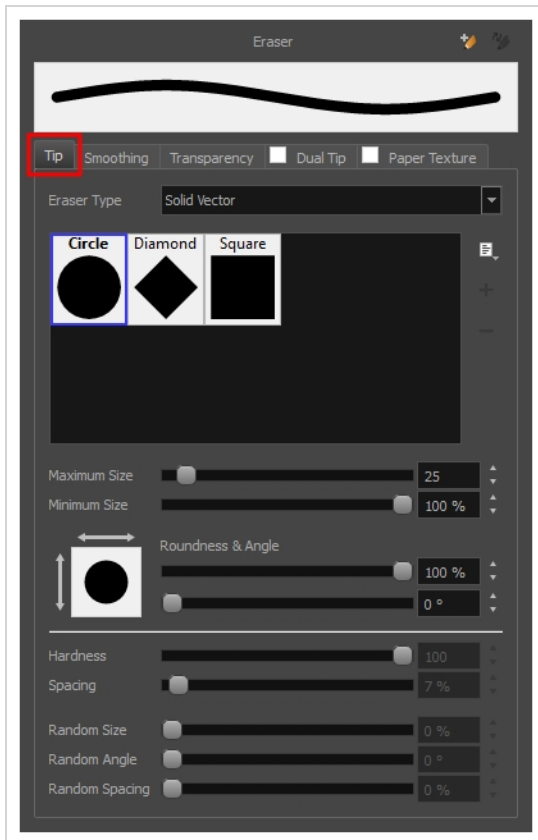 Eraser
Tip Smoothing Transparency Dual Tip Paper Texture
Eraser Type Solid Vector
Circle Diamond Square
Maximum Size 25
Minimum Size 100 %
Roundness & Angle
100 %
0 °
Hardness 100
Spacing 7 %
Random Size 0 %
Random Angle 0 °
Random Spacing 0 %